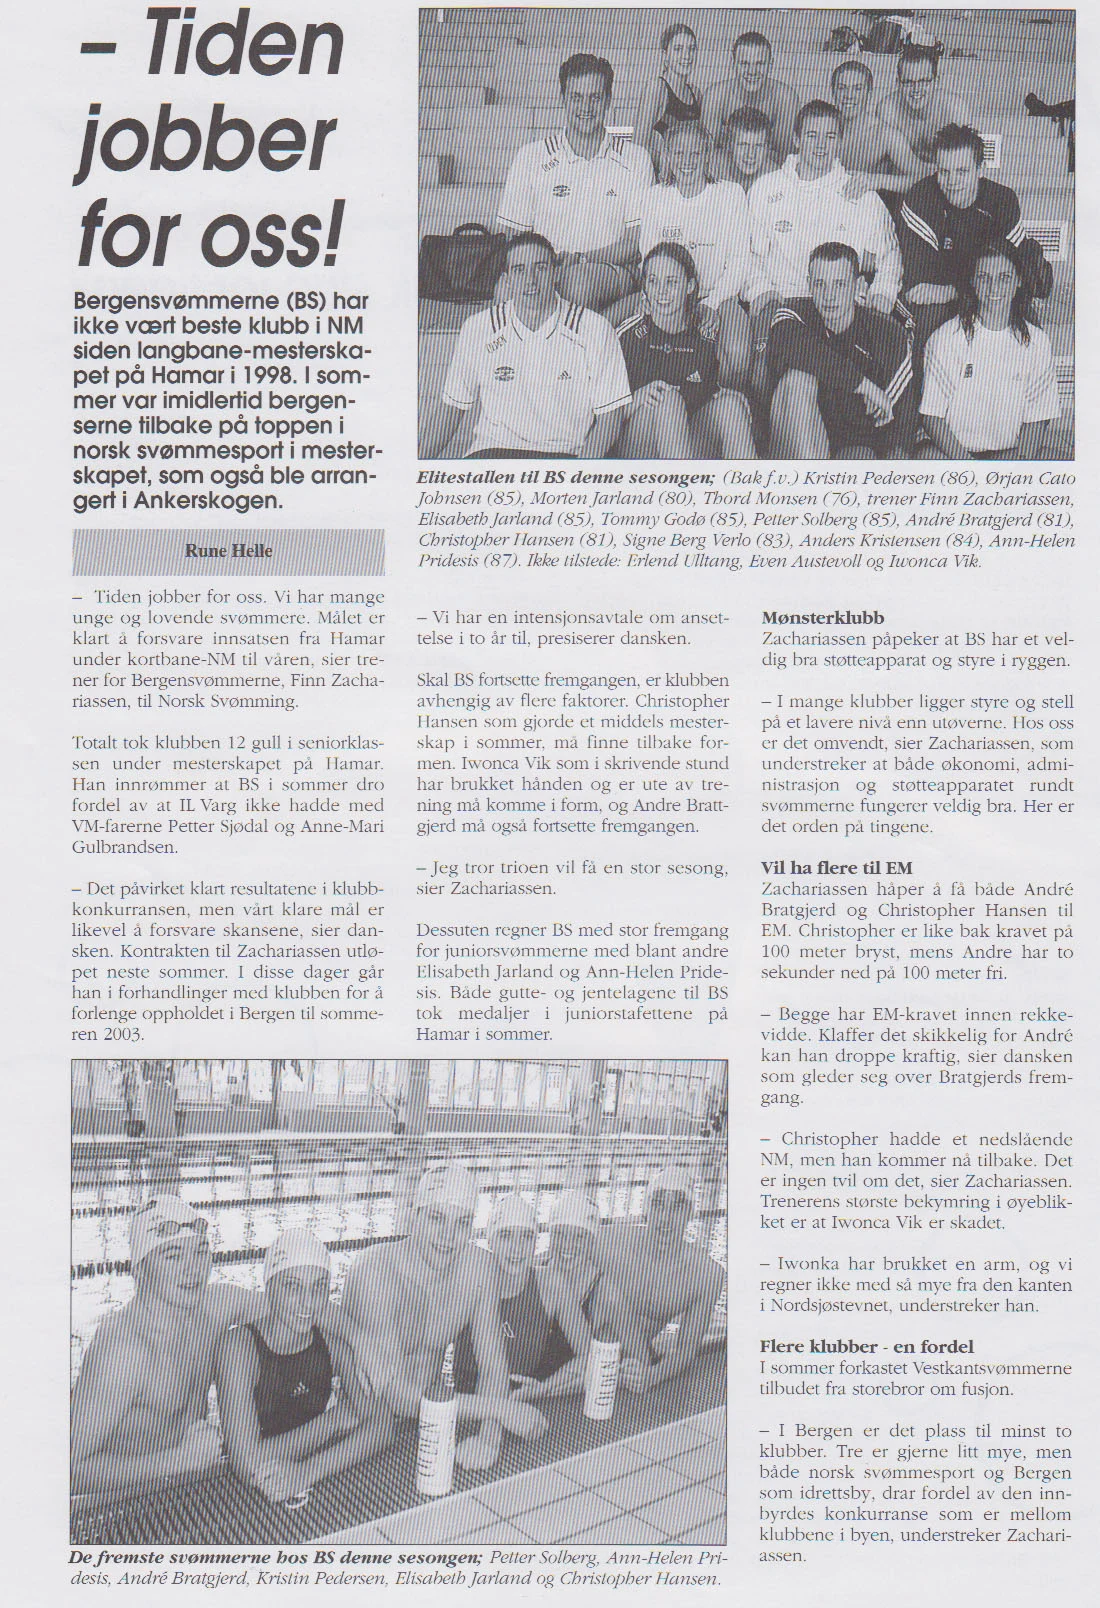 – Tiden
jobber
for oss!
Bergensvømmerne (BS) har
ikke vært beste klubb i NM
siden langbane-mesterska-
pet på Hamar i 1998. I som-
mer var imidlertid bergen-
serne tilbake på toppen i
norsk svømmesport i mester-
skapet, som også ble arran-
gert i Ankerskogen.
Rune Helle
– Tiden jobber for oss. Vi har mange
unge og lovende svømmere. Målet er
klart å forsvare innsatsen fra Hamar
under kortbane-NM til våren, sier tre-
ner for Bergensvømmerne, Finn Zacha-
riassen, til Norsk Svømming.
Totalt tok klubben 12 gull i seniorklas-
sen under mesterskapet på Hamar.
Han innrømmer at BS i sommer dro
fordel av at IL Varg ikke hadde med
VM-farerne Petter Sjødal og Anne-Mari
Gulbrandsen.
– Det påvirket klart resultatene i klubb-
konkurransen, men vårt klare mål er
likevel å forsvare skansene, sier dan-
sken. Kontrakten til Zachariassen utlø-
pet neste sommer. I disse dager går
han i forhandlinger med klubben for å
forlenge oppholdet i Bergen til somme-
ren 2003.
OLDEN
OLDEN
OLDEN
Elitestallen til BS denne sesongen; (Bak f.v.) Kristin Pedersen (86), Ørjan Cato
Johnsen (85), Morten Jarland (80), Thord Monsen (76), trener Finn Zachariassen,
Elisabeth Jarland (85), Tommy Godø (85), Petter Solberg (85), André Bratgjerd (81),
Christopher Hansen (81), Signe Berg Verlo (83), Anders Kristensen (84), Ann-Helen
Pridesis (87). Ikke tilstede: Erlend Ulltang, Even Austevoll og Iwonca Vik.
– Vi har en intensjonsavtale om anset-
telse i to år til, presiserer dansken.
Skal BS fortsette fremgangen, er klubben
avhengig av flere faktorer. Christopher
Hansen som gjorde et middels mester-
skap i sommer, må finne tilbake for-
men. Iwonca Vik som i skrivende stund
har brukket hånden og er ute av tre-
ning må komme i form, og Andre Bratt-
gjerd må også fortsette fremgangen.
– Jeg tror trioen vil få en stor sesong,
sier Zachariassen.
Dessuten regner BS med stor fremgang
for juniorsvømmerne med blant andre
Elisabeth Jarland og Ann-Helen Pride-
sis. Både gutte- og jentelagene til BS
tok medaljer i juniorstafettene på
Hamar i sommer.
Mønsterklubb
Zachariassen påpeker at BS har et vel-
dig bra støtteapparat og styre i ryggen.
– I mange klubber ligger styre og stell
på et lavere nivå enn utøverne. Hos oss
er det omvendt, sier Zachariassen, som
understreker at både økonomi, admi-
nistrasjon og støtteapparatet rundt
svømmerne fungerer veldig bra. Her er
det orden på tingene.
Vil ha flere til EM
Zachariassen håper å få både André
Bratgjerd og Christopher Hansen til
EM. Christopher er like bak kravet på
100 meter bryst, mens Andre har to
sekunder ned på 100 meter fri.
– Begge har EM-kravet innen rekke-
vidde. Klaffer det skikkelig for André
kan han droppe kraftig, sier dansken
som gleder seg over Bratgjerds frem-
gang.
– Christopher hadde et nedslående
NM, men han kommer nå tilbake. Det
er ingen tvil om det, sier Zachariassen.
Trenerens største bekymring i øyeblik-
ket er at Iwonca Vik er skadet.
– Iwonka har brukket en arm, og vi
regner ikke med så mye fra den kanten
i Nordsjøstevnet, understreker han.
Flere klubber - en fordel
I sommer forkastet Vestkantsvømmerne
tilbudet fra storebror om fusjon.
– I Bergen er det plass til minst to
klubber. Tre er gjerne litt mye, men
både norsk svømmesport og Bergen
som idrettsby, drar fordel av den inn-
byrdes konkurranse som er mellom
klubbene i byen, understreker Zachari-
assen.
De fremste svømmerne hos BS denne sesongen; Petter Solberg, Ann-Helen Pri-
desis, André Bratgjerd, Kristin Pedersen, Elisabeth Jarland og Christopher Hansen.